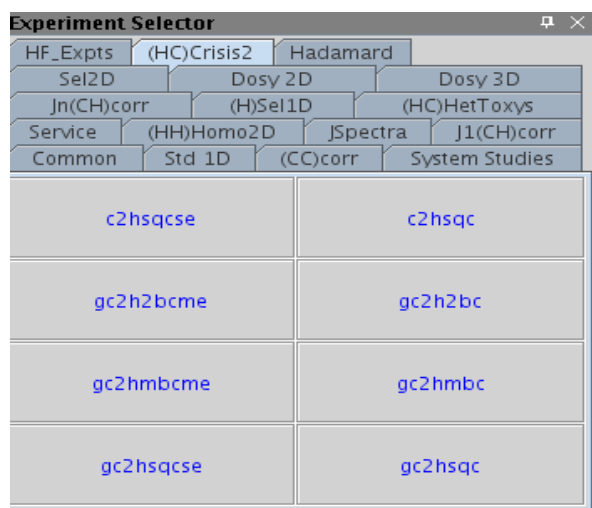 Experiment Selector
HF_Expts (HC)Crisis2 Hadamard
Sel2D Dosy 2D Dosy 3D
Jn(CH)corr (H)Sel1D (HC)HetToxys
Service (HH)Homo2D JSpectra J1(CH)corr
Common Std 1D (CC)corr System Studies
c2hsqcse c2hsqc
gc2h2bcme gc2h2bc
gc2hmbcme gc2hmbc
gc2hsqcse gc2hsqc